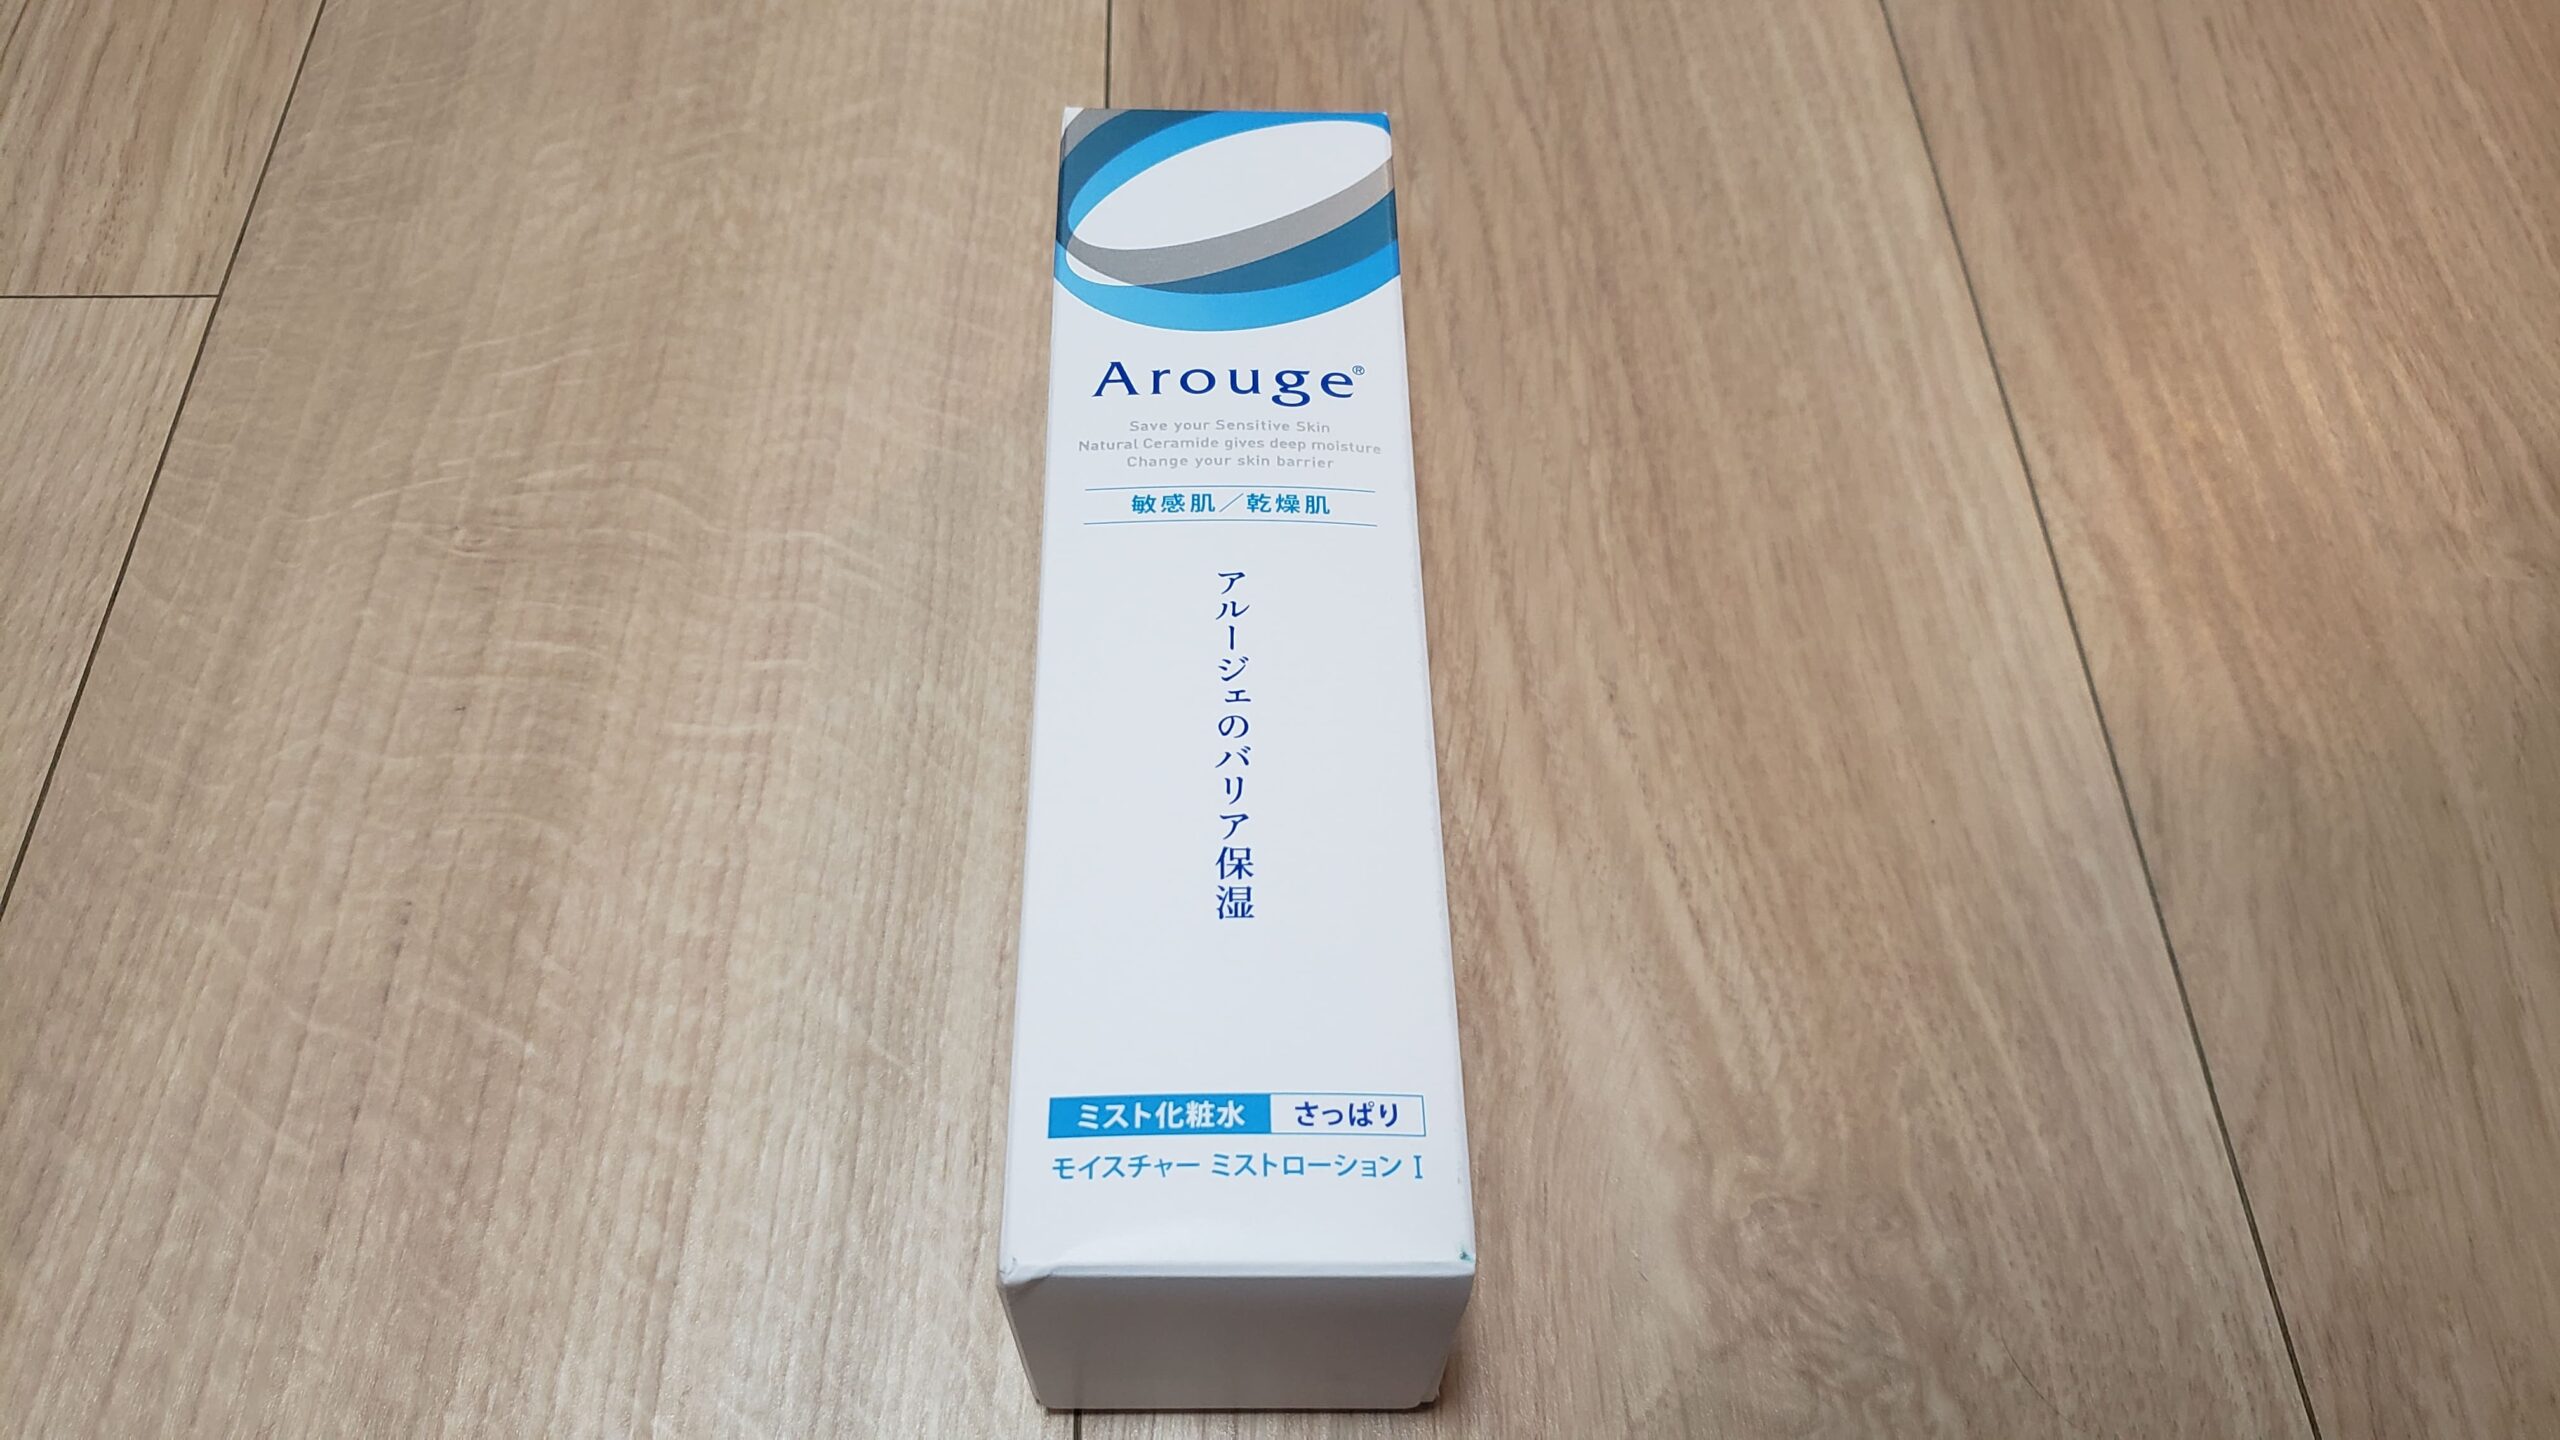 Arouge®
Save your Sensitive Skin
Natural Ceramide gives deep moisture
Change your skin barrier
敏感肌／乾燥肌
アルージェのバリア保湿
ミスト化粧水 さっぱり
モイスチャー ミストローション I